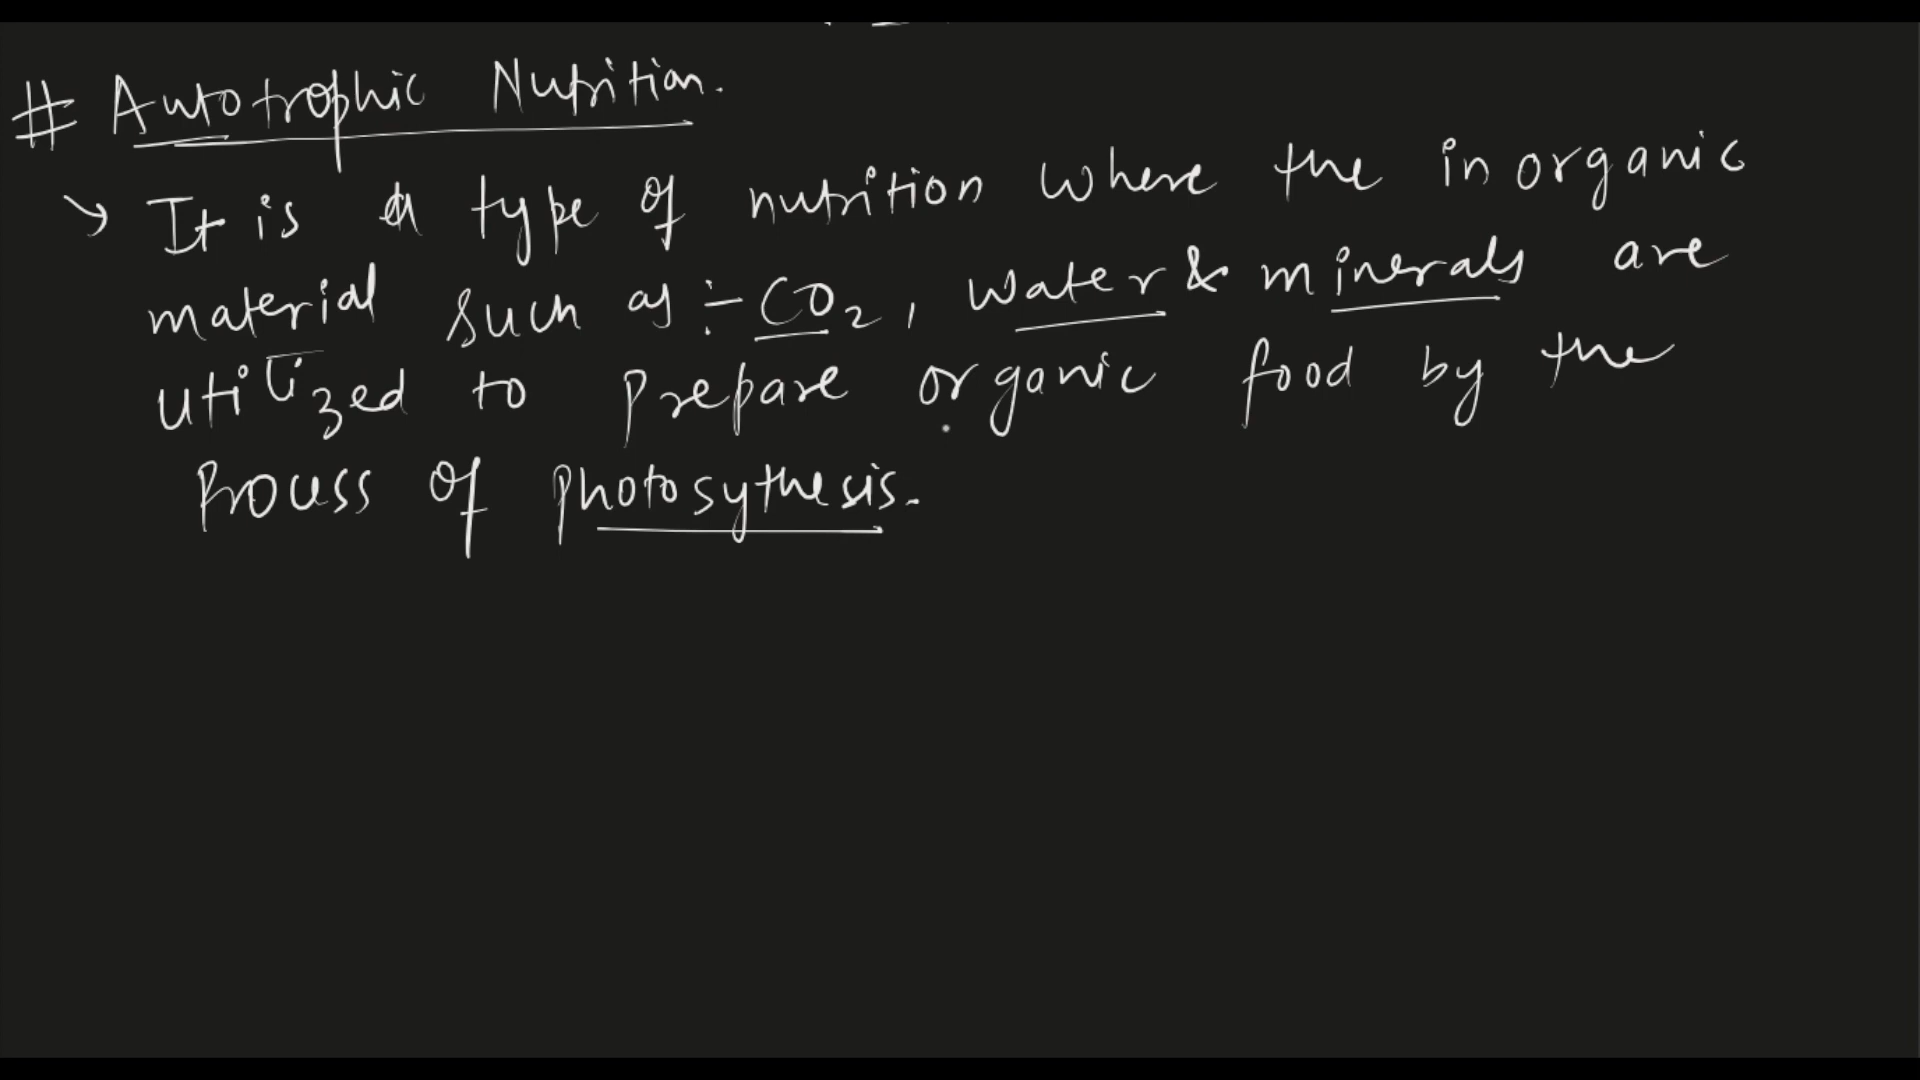 # Autotrophic Nutrition.
→ It is a type of nutrition where the inorganic
material such as :- CO₂, water & minerals are
utilized to prepare organic food by the
Process of photosythesis.